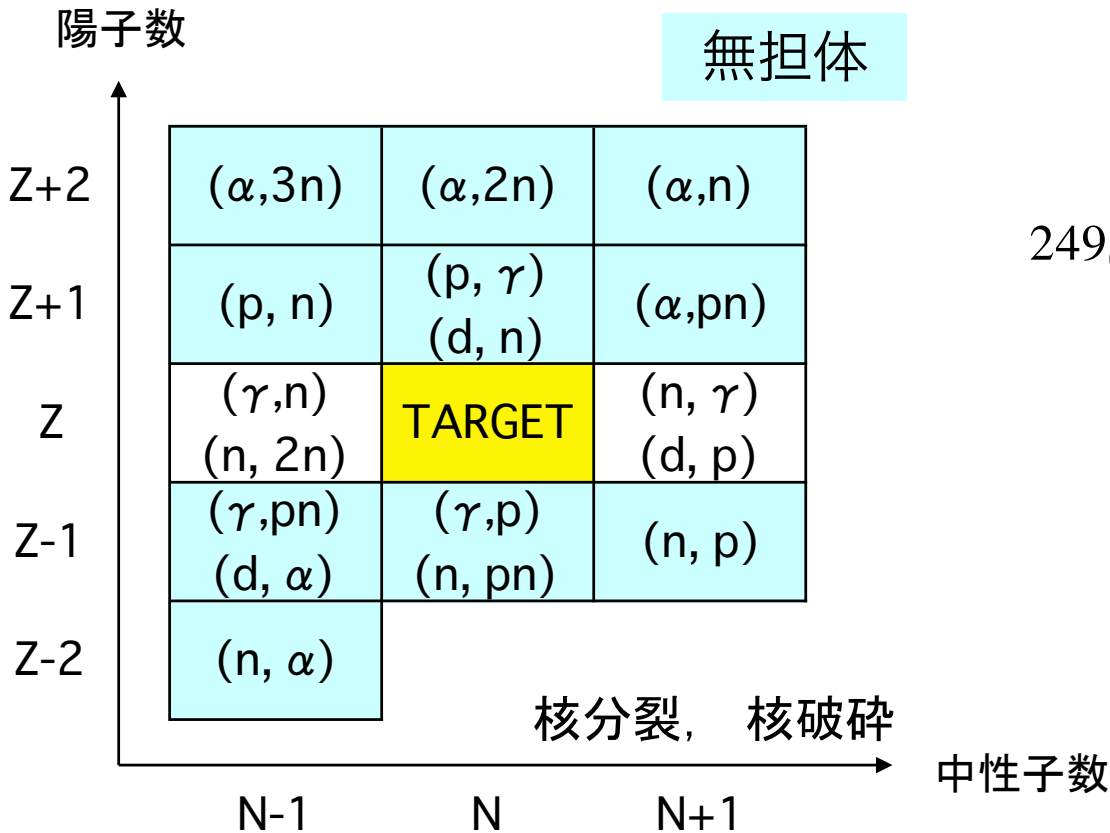 陽子数
無担体
Z+2
(α,3n)
(α,2n)
(α,n)
249
Z+1
(p, n)
(p, γ)
(d, n)
(α,pn)
Z
(γ,n)
(n, 2n)
TARGET
(n, γ)
(d, p)
Z-1
(γ,pn)
(d, α)
(γ,p)
(n, pn)
(n, p)
Z-2
(n, α)
核分裂, 核破砕
中性子数
N-1
N
N+1